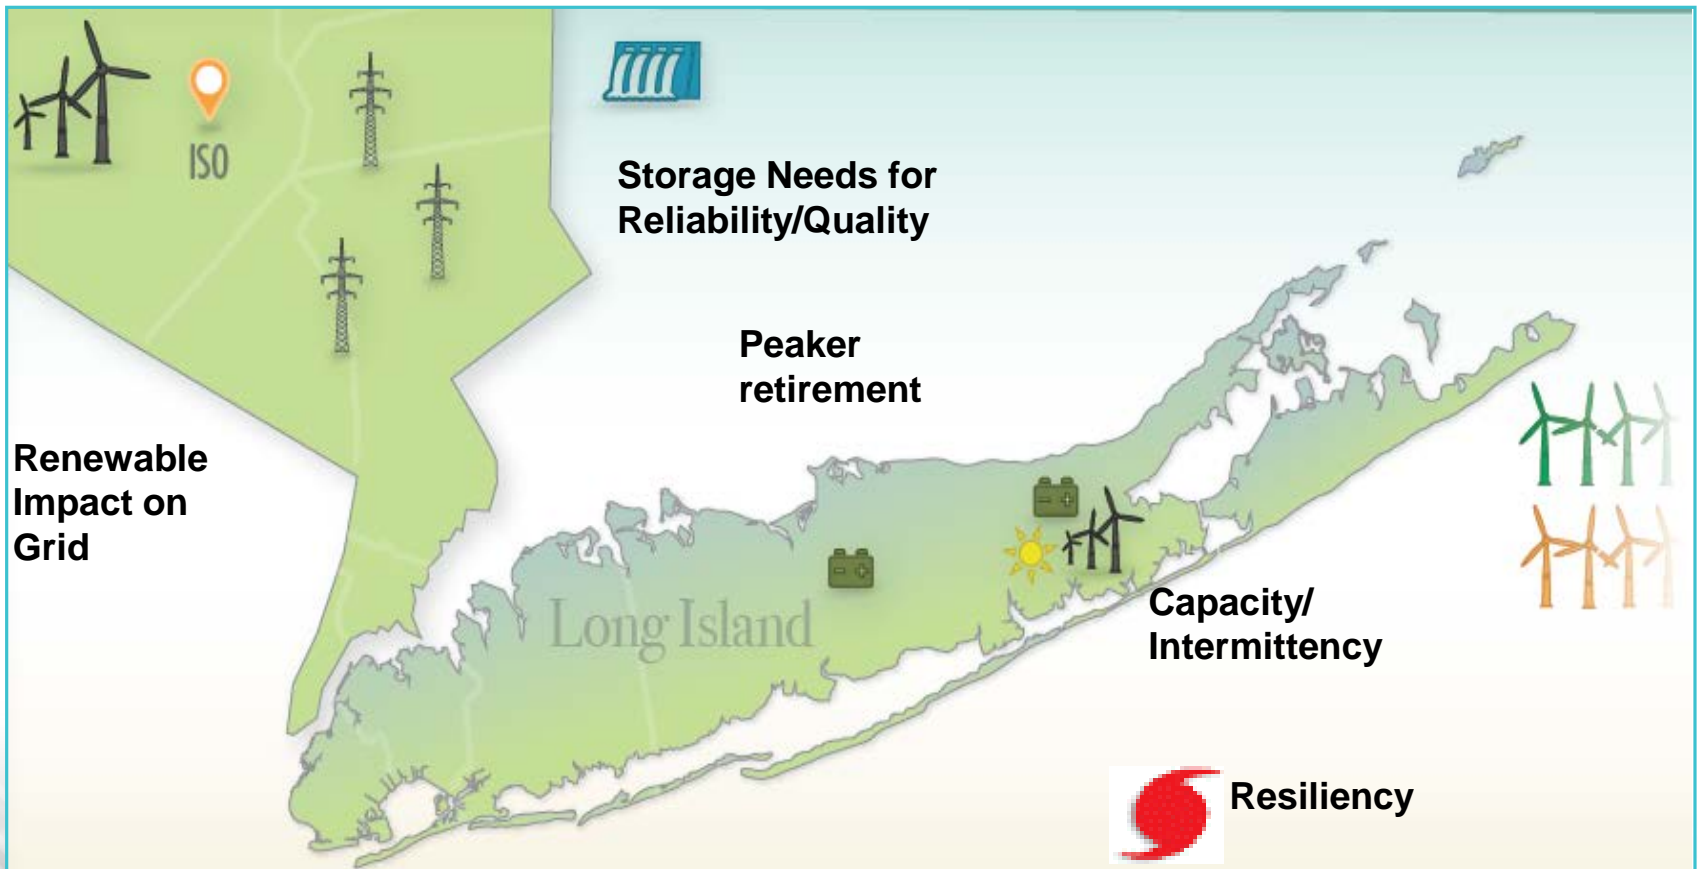 ISO
Storage Needs for
Reliability/Quality
Peaker
retirement
Renewable
Impact on
Grid
Long Island
Capacity/
Intermittency
Resiliency